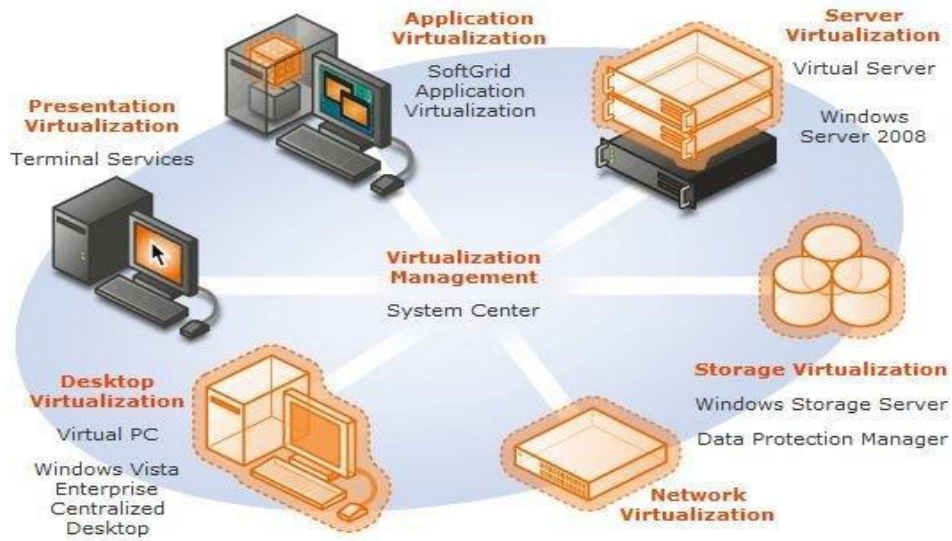 Application
Virtualization
SoftGrid
Application
Virtualization
Server
Virtualization
Virtual Server
Windows
Server 2008
Presentation
Virtualization
Terminal Services
Virtualization
Management
System Center
Desktop
Virtualization
Virtual PC
Windows Vista
Enterprise
Centralized
Desktop
Storage Virtualization
Windows Storage Server
Data Protection Manager
Network
Virtualization